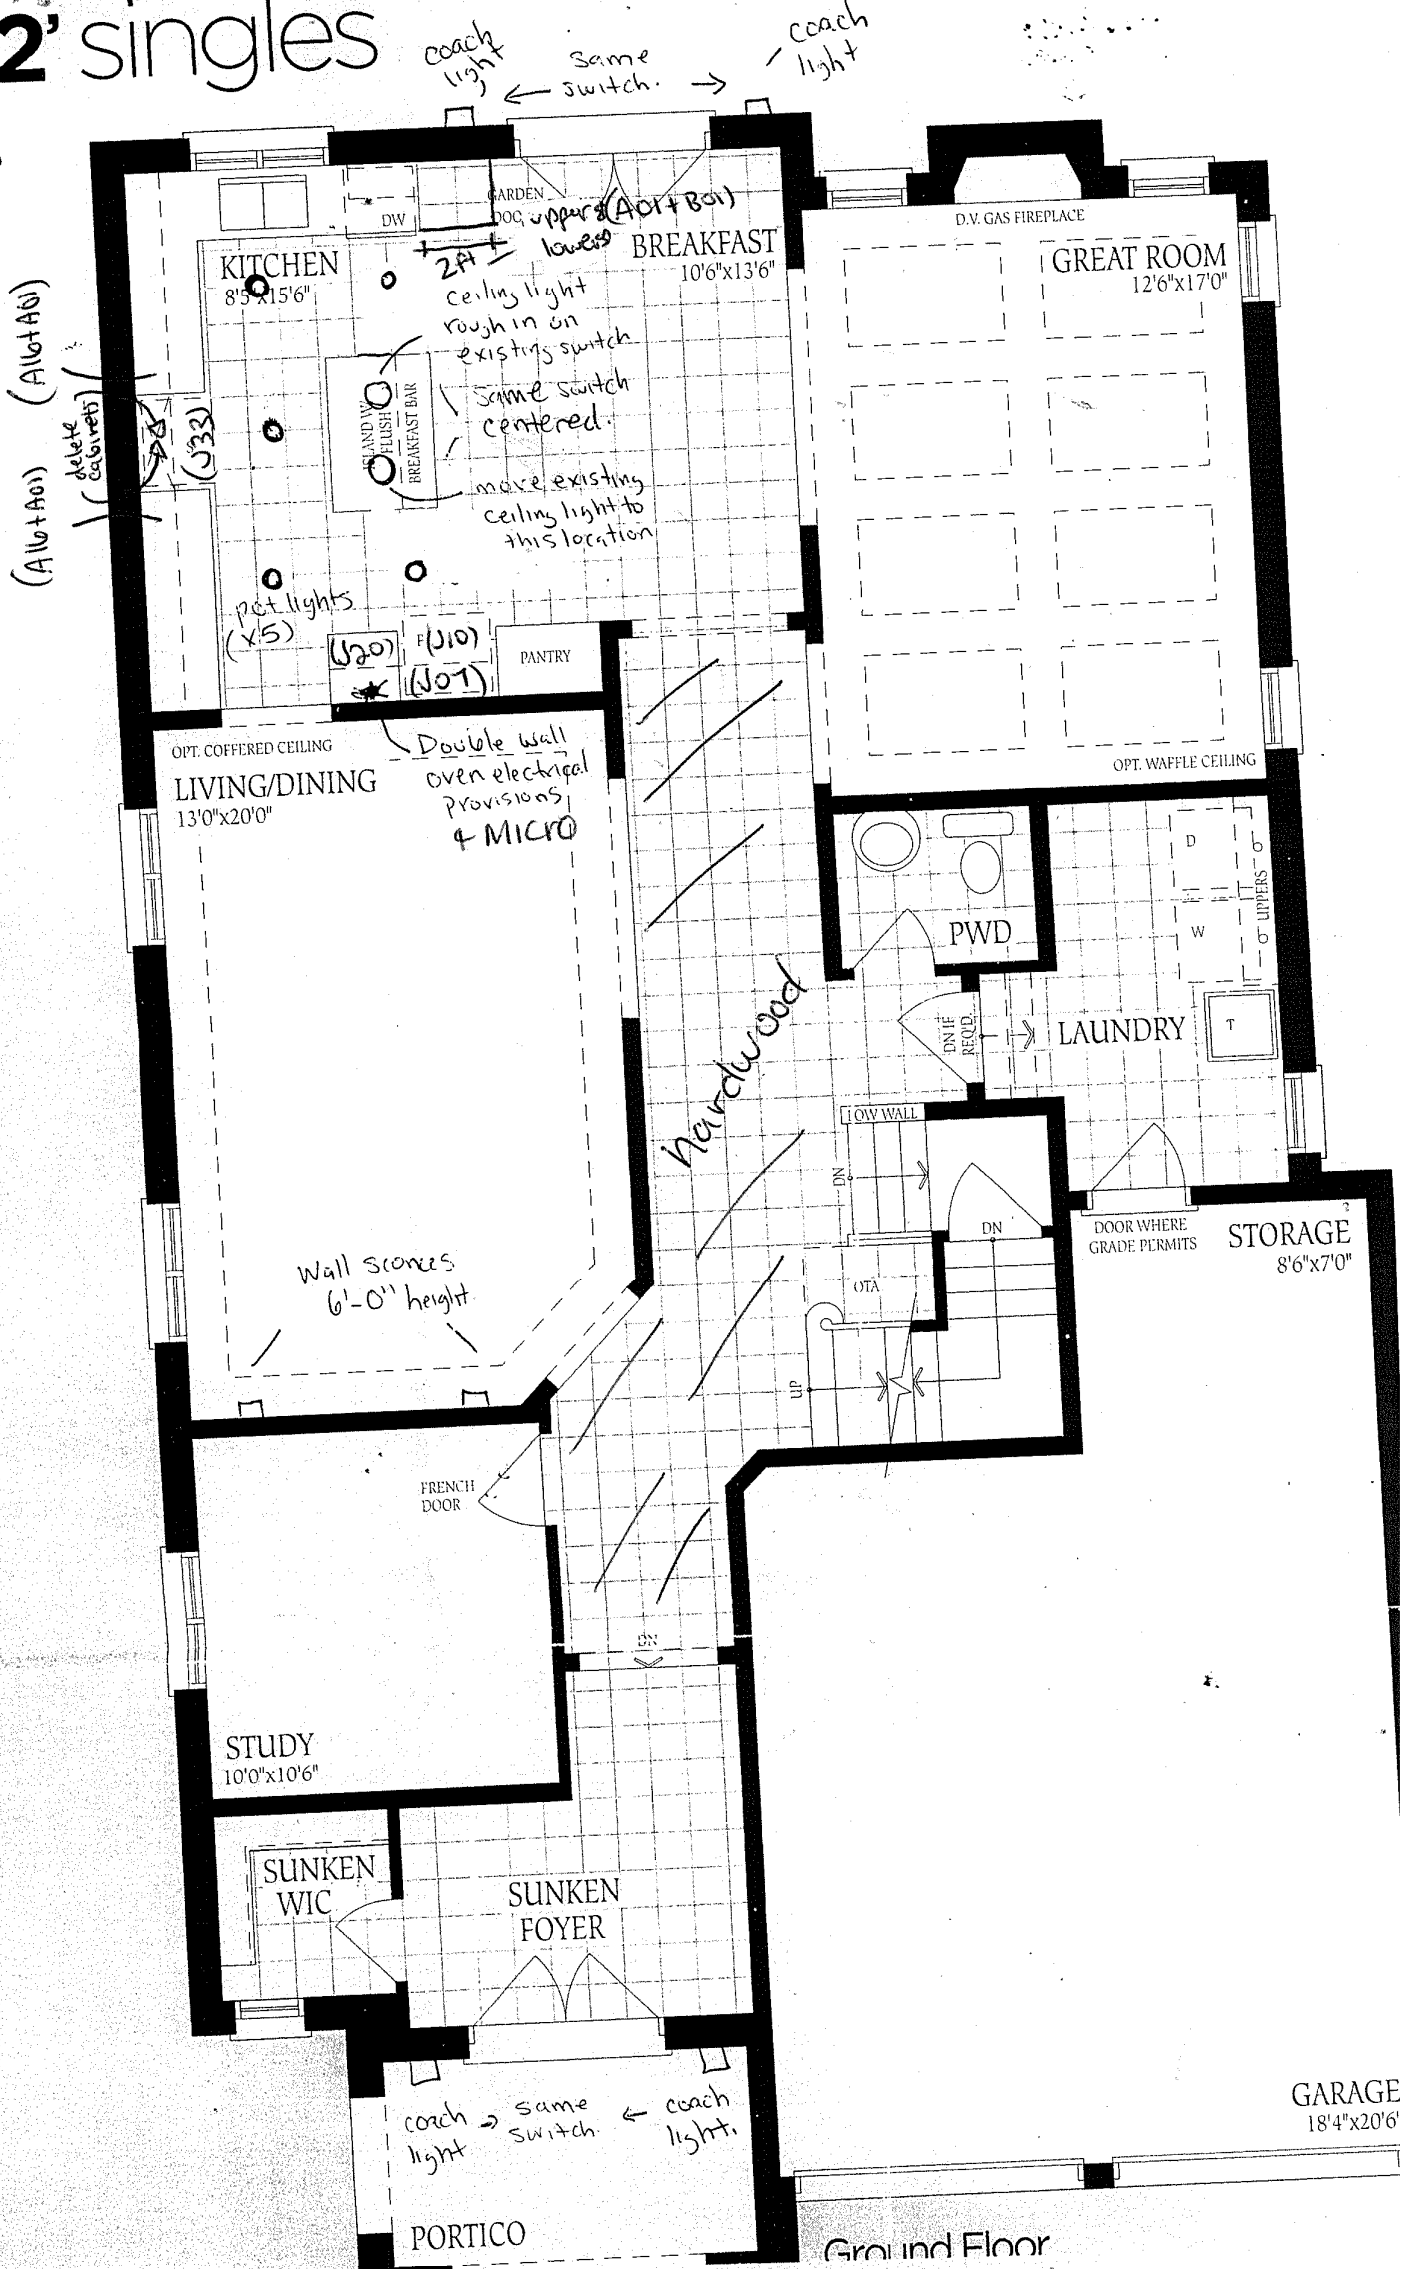 2' singles
coach
light
same
switch.
coach
light
GARDEN
uppers (A01+B01)
lowers
DW
2ft
KITCHEN
8'5"x15'6"
BREAKFAST
10'6"x13'6"
D.V. GAS FIREPLACE
GREAT ROOM
12'6"x17'0"
ceiling light
rough in on
existing switch
same switch
centered.
move existing
ceiling light to
this location
ISLAND W/
FLUSH
BREAKFAST BAR
(A16+A01)
(A16+A01)
delete
cabinets
(J33)
pot lights
(x5)
(J20)
(J10)
(J07)
PANTRY
OPT. COFFERED CEILING
LIVING/DINING
13'0"x20'0"
Double wall
oven electrical
provisions
& MICRO
OPT. WAFFLE CEILING
D
W
UPPERS
PWD
hardwood
DN IF
REQ'D.
LAUNDRY
T
LOW WALL
DN
DN
DOOR WHERE
GRADE PERMITS
STORAGE
8'6"x7'0"
OTA
UP
Wall sconces
6'-0" height
FRENCH
DOOR
DN
STUDY
10'0"x10'6"
SUNKEN
WIC
SUNKEN
FOYER
coach
light
same
switch.
coach
light.
PORTICO
GARAGE
18'4"x20'6"
Ground Floor